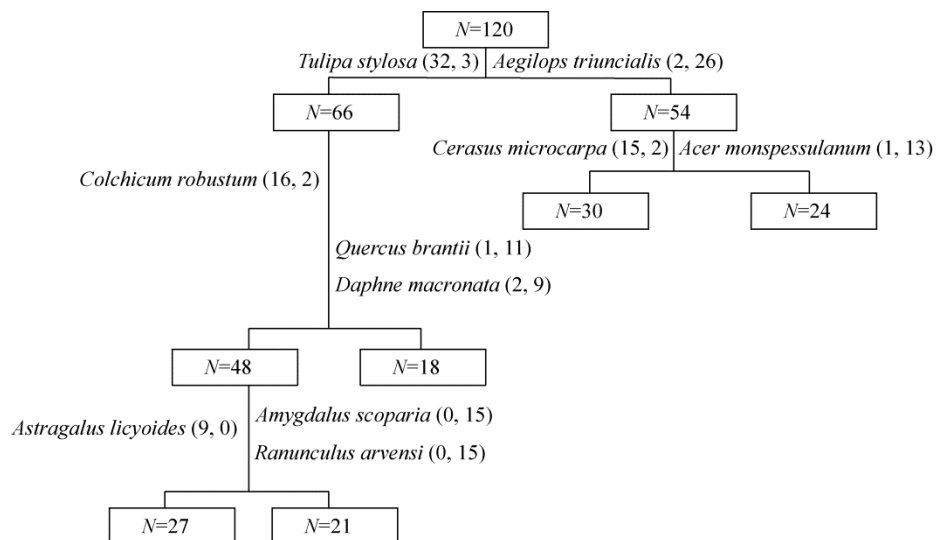 N=120
Tulipa stylosa (32, 3) Aegilops triuncialis (2, 26)
N=66 N=54
Cerasus microcarpa (15, 2) Acer monspessulanum (1, 13)
Colchicum robustum (16, 2)
N=30 N=24
Quercus brantii (1, 11)
Daphne macronata (2, 9)
N=48 N=18
Amygdalus scoparia (0, 15)
Astragalus licyoides (9, 0)
Ranunculus arvensi (0, 15)
N=27 N=21